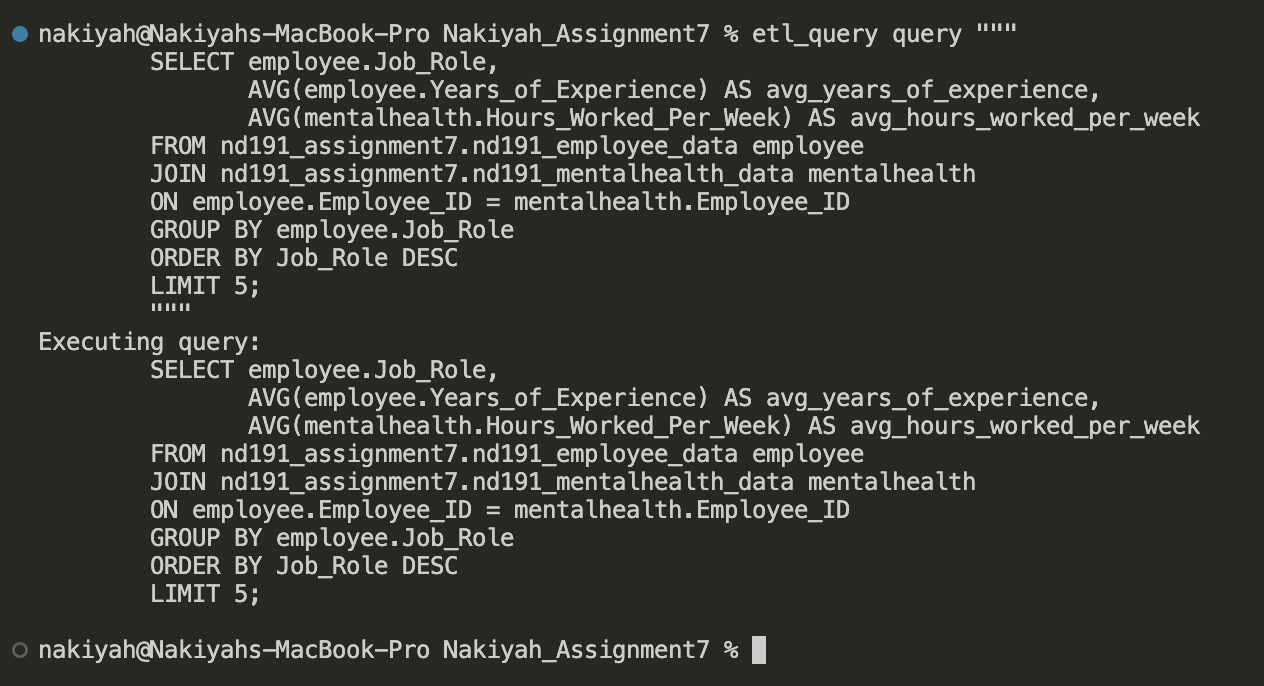 nakiyah@Nakiyahs-MacBook-Pro Nakiyah_Assignment7 % etl_query query """
SELECT employee.Job_Role,
AVG(employee.Years_of_Experience) AS avg_years_of_experience,
AVG(mentalhealth.Hours_Worked_Per_Week) AS avg_hours_worked_per_week
FROM nd191_assignment7.nd191_employee_data employee
JOIN nd191_assignment7.nd191_mentalhealth_data mentalhealth
ON employee.Employee_ID = mentalhealth.Employee_ID
GROUP BY employee.Job_Role
ORDER BY Job_Role DESC
LIMIT 5;
"""
Executing query:
SELECT employee.Job_Role,
AVG(employee.Years_of_Experience) AS avg_years_of_experience,
AVG(mentalhealth.Hours_Worked_Per_Week) AS avg_hours_worked_per_week
FROM nd191_assignment7.nd191_employee_data employee
JOIN nd191_assignment7.nd191_mentalhealth_data mentalhealth
ON employee.Employee_ID = mentalhealth.Employee_ID
GROUP BY employee.Job_Role
ORDER BY Job_Role DESC
LIMIT 5;
nakiyah@Nakiyahs-MacBook-Pro Nakiyah_Assignment7 %